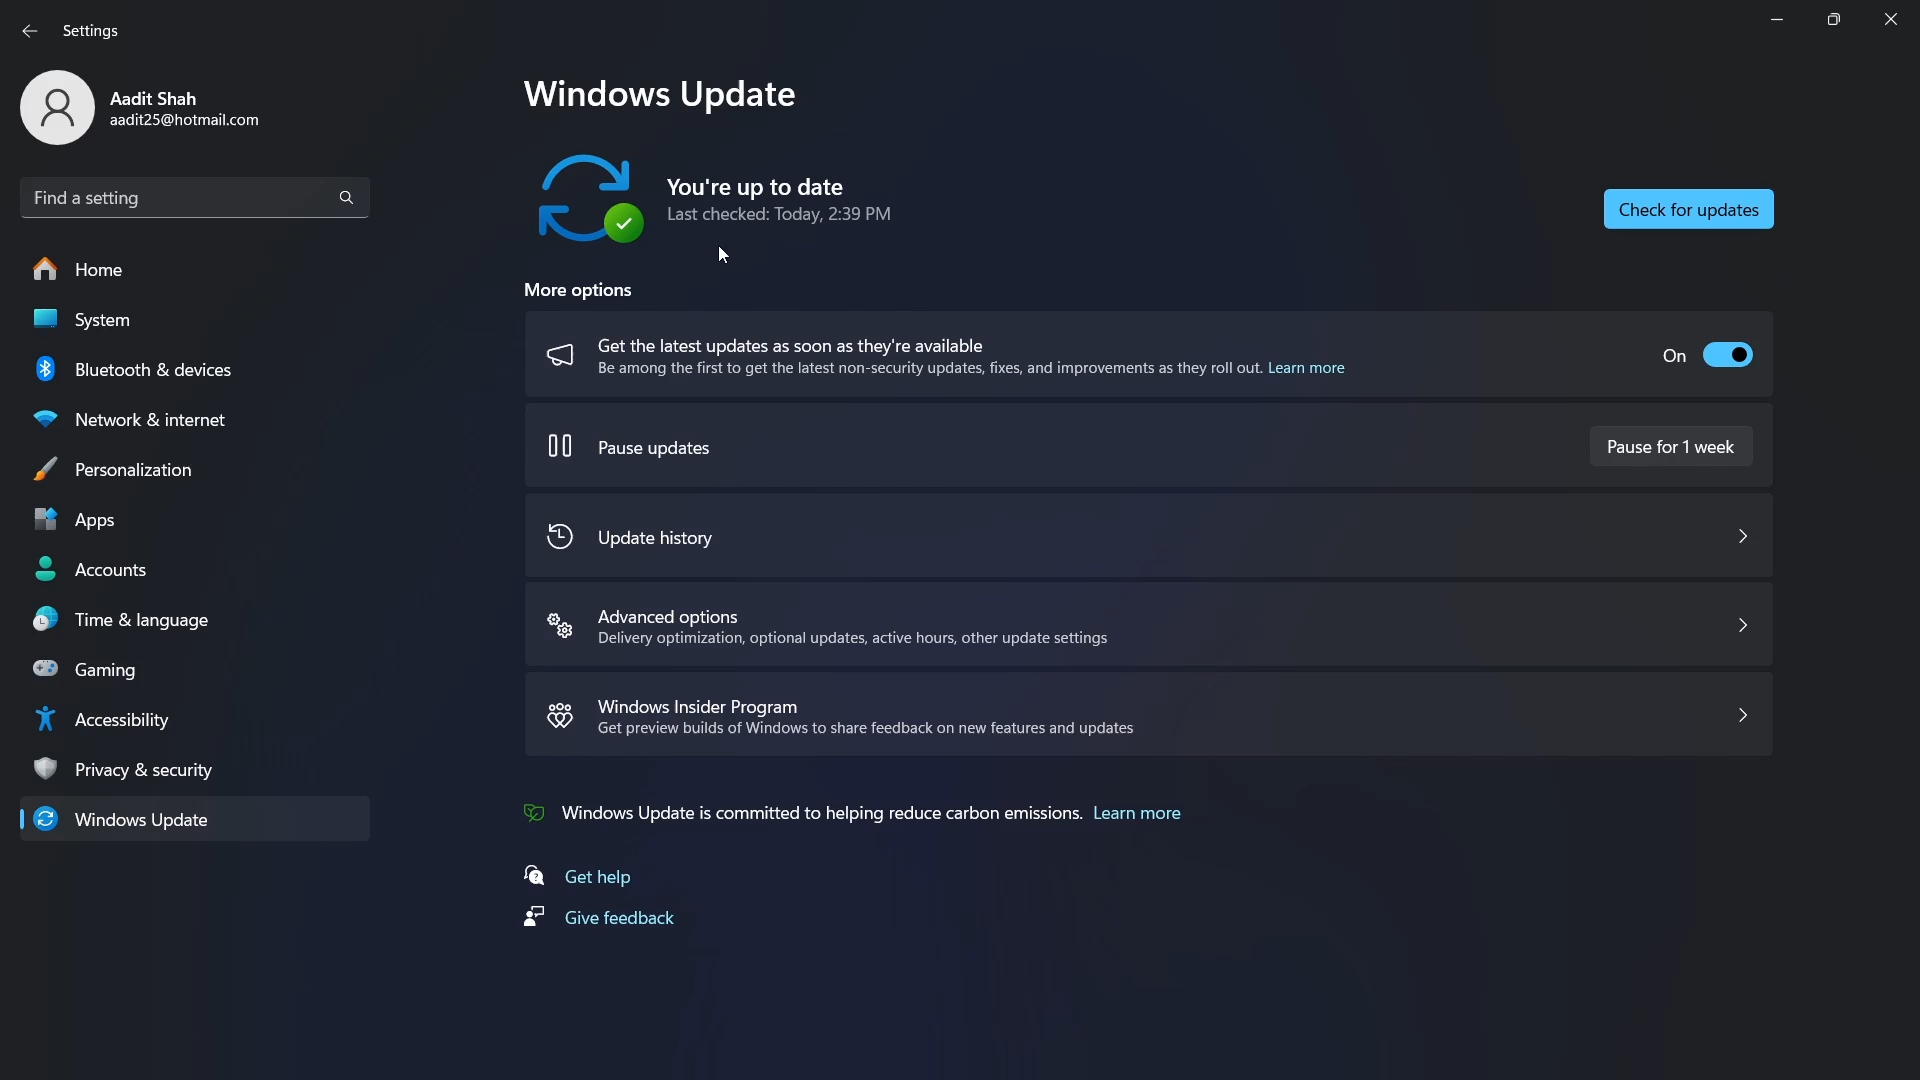 Settings
Aadit Shah
aadit25@hotmail.com
Find a setting
Home
System
Bluetooth & devices
Network & internet
Personalization
Apps
Accounts
Time & language
Gaming
Accessibility
Privacy & security
Windows Update
Windows Update
You're up to date
Last checked: Today, 2:39 PM
Check for updates
More options
Get the latest updates as soon as they're available
Be among the first to get the latest non-security updates, fixes, and improvements as they roll out. Learn more
On
Pause updates
Pause for 1 week
Update history
Advanced options
Delivery optimization, optional updates, active hours, other update settings
Windows Insider Program
Get preview builds of Windows to share feedback on new features and updates
Windows Update is committed to helping reduce carbon emissions. Learn more
Get help
Give feedback